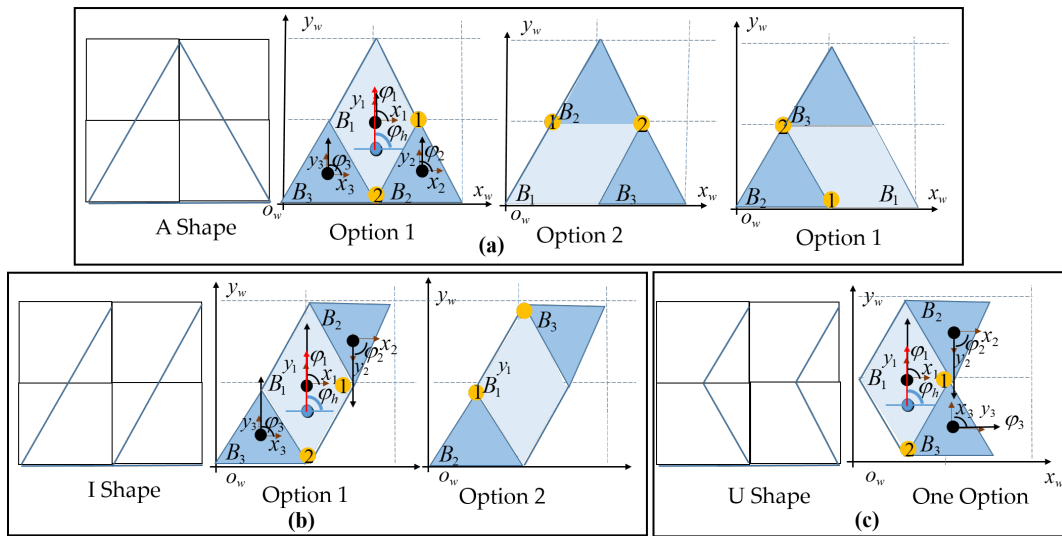 y_w
y_w
y_w
φ_1
y_1
x_1
1
B_1
φ_h
φ_3
φ_2
y_3
x_3
y_2
x_2
B_3
2
B_2
x_w
1
B_2
2
B_1
B_3
x_w
B_3
2
B_2
1
B_1
x_w
o_w
o_w
o_w
o_w
A Shape
Option 1
Option 2
Option 1
(a)
y_w
B_2
x_2
φ_2
y_2
φ_1
y_1
x_1
1
B_1
φ_h
φ_3
y_3
x_3
B_3
2
o_w
y_w
B_3
y_1
1
B_1
B_2
o_w
I Shape
Option 1
Option 2
(b)
y_w
B_2
x_2
φ_2
y_2
φ_1
y_1
x_1
1
B_1
φ_h
x_3
y_3
φ_3
2
B_3
o_w
x_w
U Shape
One Option
(c)